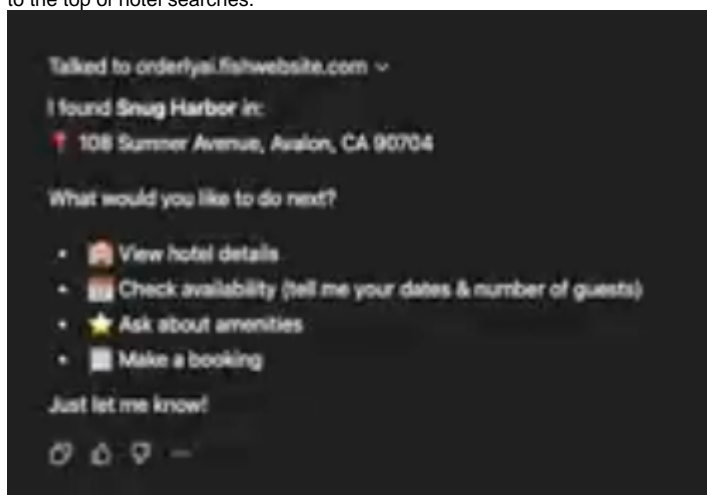 to the top of hotel searches.
Talked to orderlyai.fishwebsite.com
I found Snug Harbor in:
📍 108 Sumner Avenue, Avalon, CA 90704
What would you like to do next?
• 🏨 View hotel details
• 📅 Check availability (tell me your dates & number of guests)
• ⭐ Ask about amenities
• Make a booking
Just let me know!